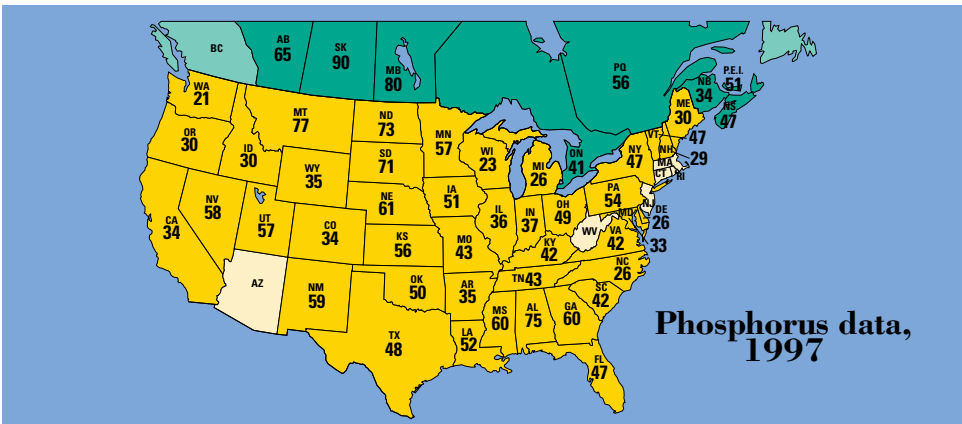 BC
AB
65
SK
90
MB
80
PQ
56
P.E.I.
51
NB
34
NS
47
ON
41
WA
21
MT
77
ND
73
MN
57
ME
30
VT
47
NH
29
MA
CT
RI
OR
30
ID
30
WY
35
SD
71
WI
23
MI
26
NY
47
NV
58
UT
57
CO
34
NE
61
IA
51
IL
36
IN
37
OH
49
PA
54
NJ
MD
DE
26
33
CA
34
KS
56
MO
43
KY
42
WV
VA
42
AZ
NM
59
OK
50
AR
35
TN 43
NC
26
SC
42
TX
48
LA
52
MS
60
AL
75
GA
60
FL
47
Phosphorus data,
1997